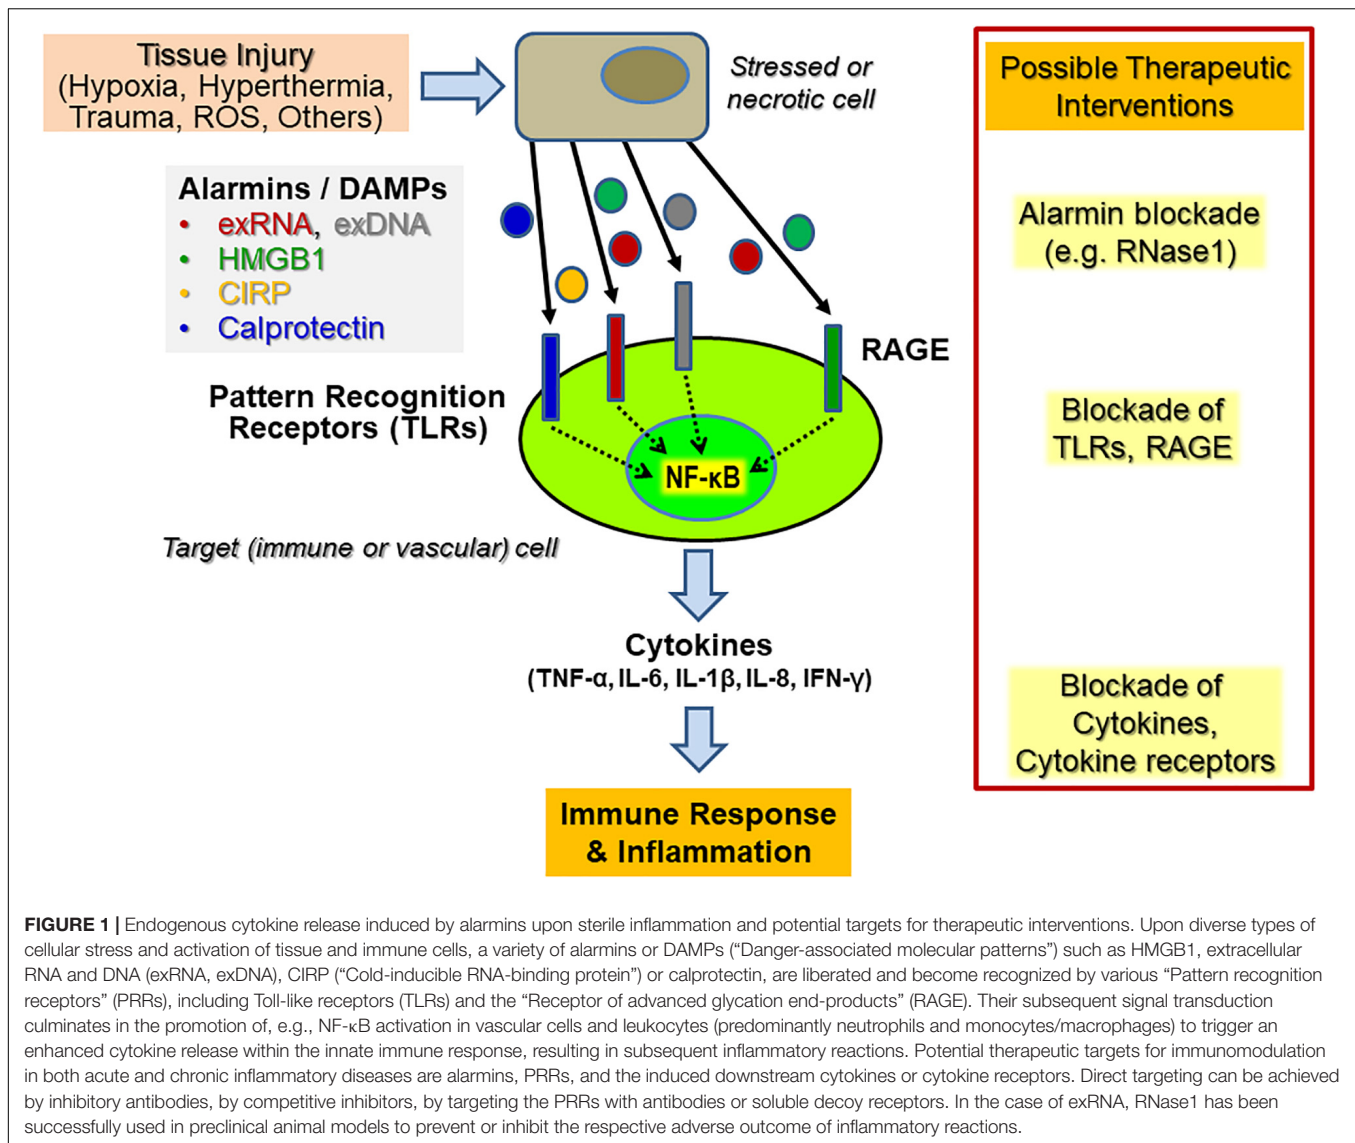 Tissue Injury
(Hypoxia, Hyperthermia,
Trauma, ROS, Others)
Stressed or
necrotic cell
Possible Therapeutic
Interventions
Alarmins / DAMPs
• exRNA, exDNA
• HMGB1
• CIRP
• Calprotectin
Alarmin blockade
(e.g. RNase1)
RAGE
Pattern Recognition
Receptors (TLRs)
Blockade of
TLRs, RAGE
NF-κB
Target (immune or vascular) cell
Cytokines
(TNF-α, IL-6, IL-1β, IL-8, IFN-γ)
Blockade of
Cytokines,
Cytokine receptors
Immune Response
& Inflammation
FIGURE 1 | Endogenous cytokine release induced by alarmins upon sterile inflammation and potential targets for therapeutic interventions. Upon diverse types of
cellular stress and activation of tissue and immune cells, a variety of alarmins or DAMPs (“Danger-associated molecular patterns”) such as HMGB1, extracellular
RNA and DNA (exRNA, exDNA), CIRP (“Cold-inducible RNA-binding protein”) or calprotectin, are liberated and become recognized by various “Pattern recognition
receptors” (PRRs), including Toll-like receptors (TLRs) and the “Receptor of advanced glycation end-products” (RAGE). Their subsequent signal transduction
culminates in the promotion of, e.g., NF-κB activation in vascular cells and leukocytes (predominantly neutrophils and monocytes/macrophages) to trigger an
enhanced cytokine release within the innate immune response, resulting in subsequent inflammatory reactions. Potential therapeutic targets for immunomodulation
in both acute and chronic inflammatory diseases are alarmins, PRRs, and the induced downstream cytokines or cytokine receptors. Direct targeting can be achieved
by inhibitory antibodies, by competitive inhibitors, by targeting the PRRs with antibodies or soluble decoy receptors. In the case of exRNA, RNase1 has been
successfully used in preclinical animal models to prevent or inhibit the respective adverse outcome of inflammatory reactions.